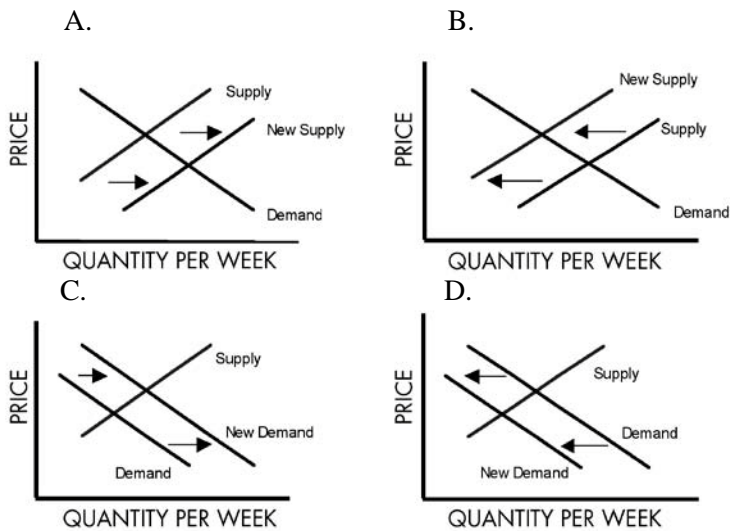 A.
B.
PRICE
Supply
New Supply
Demand
QUANTITY PER WEEK
PRICE
New Supply
Supply
Demand
QUANTITY PER WEEK
C.
D.
PRICE
Supply
New Demand
Demand
QUANTITY PER WEEK
PRICE
Supply
Demand
New Demand
QUANTITY PER WEEK